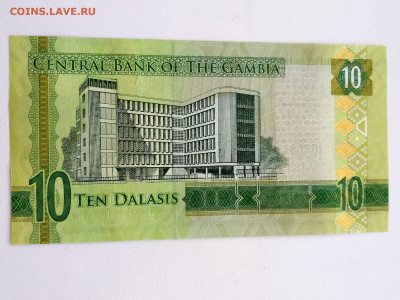 COINS.LAVE.RU
CENTRAL BANK OF THE GAMBIA
10
10 TEN DALASIS
10